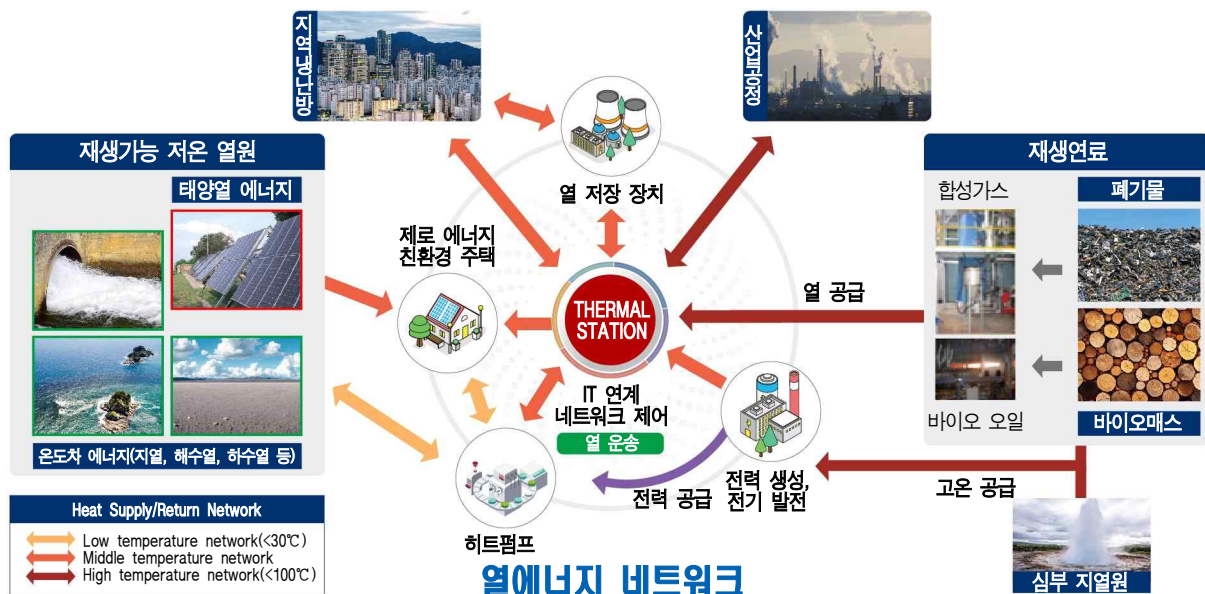 지역냉난방
산업공정
재생가능 저온 열원
태양열 에너지
온도차 에너지(지열, 해수열, 하수열 등)
열 저장 장치
제로 에너지
친환경 주택
THERMAL
STATION
IT 연계
네트워크 제어
열 운송
히트펌프
전력 공급
전력 생성,
전기 발전
열 공급
고온 공급
재생연료
합성가스
폐기물
바이오 오일
바이오매스
심부 지열원
Heat Supply/Return Network
Low temperature network(<30℃)
Middle temperature network
High temperature network(<100℃)
열에너지 네트워크